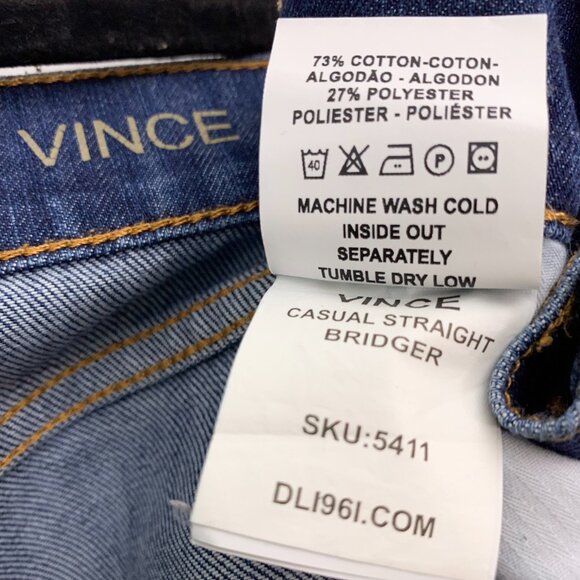 VINCE
73% COTTON-COTON-
ALGODÃO - ALGODON
27% POLYESTER
POLIESTER - POLIÉSTER
40 P
MACHINE WASH COLD
INSIDE OUT
SEPARATELY
TUMBLE DRY LOW
VINCE
CASUAL STRAIGHT
BRIDGER
SKU:5411
DL1961.COM